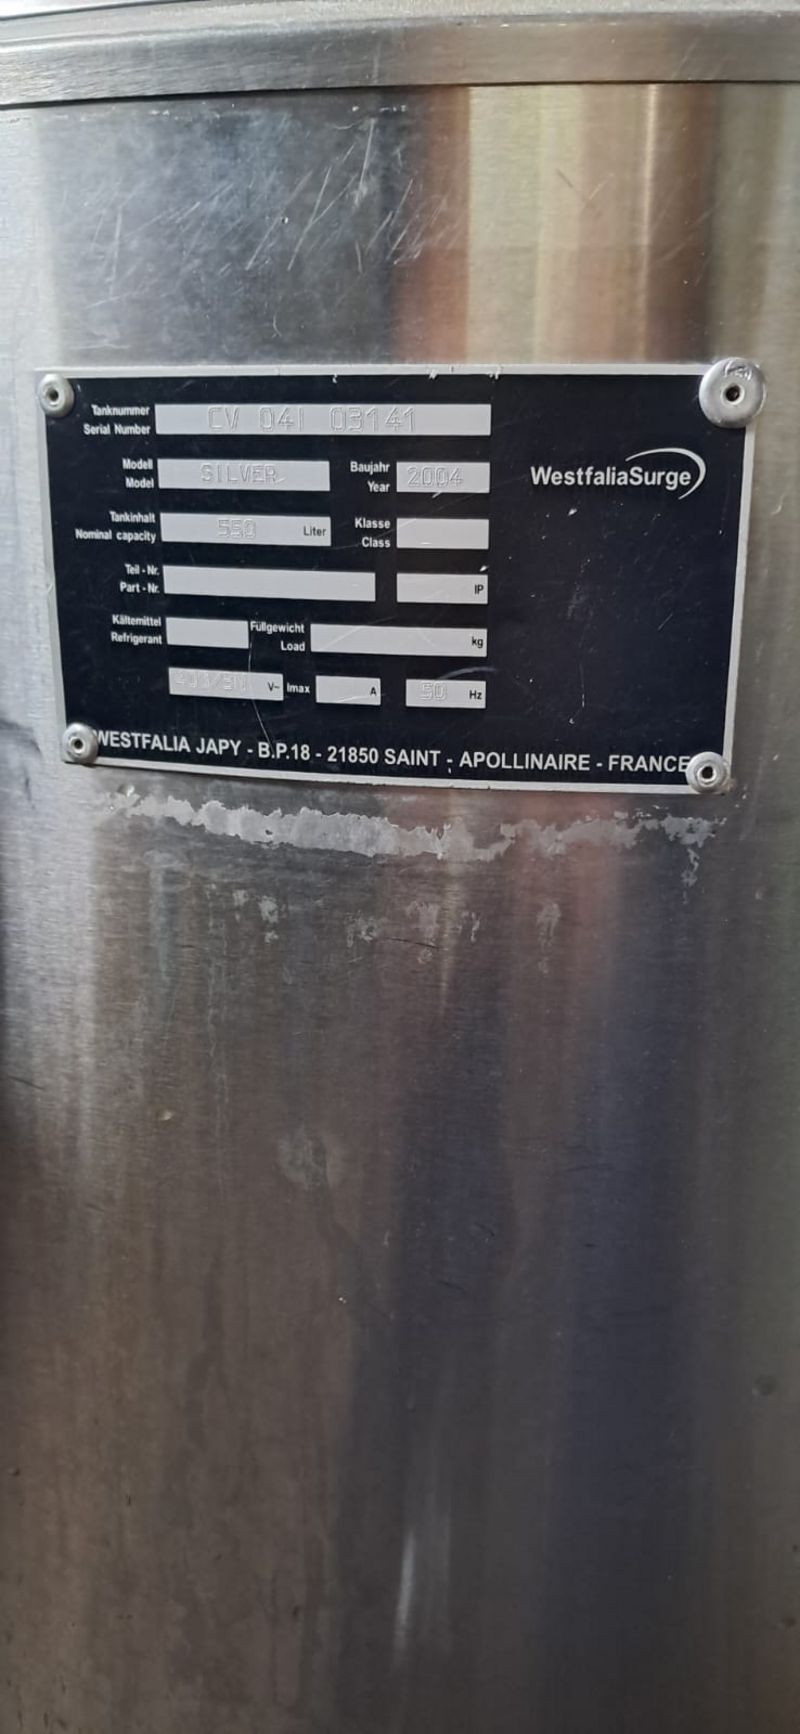 Tanknummer
Serial Number
CV 04I 03141
Modell
Model
SILVER
Baujahr
Year
2004
WestfaliaSurge
Tankinhalt
Nominal capacity
550
Liter
Klasse
Class
Teil - Nr.
Part - Nr.
IP
Kältemittel
Refrigerant
Füllgewicht
Load
kg
V~
Imax
A
50
Hz
WESTFALIA JAPY - B.P.18 - 21850 SAINT - APOLLINAIRE - FRANCE